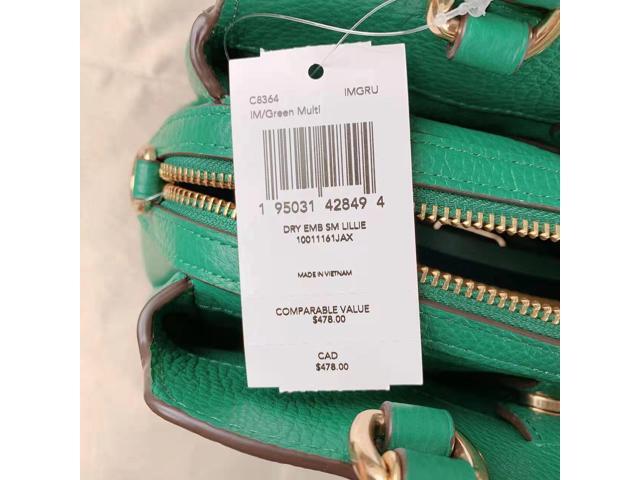 C8364 IMGRU
IM/Green Multi
1 95031 42849 4
DRY EMB SM LILLIE
10011161JAX
MADE IN VIETNAM
COMPARABLE VALUE
$478.00
CAD
$478.00